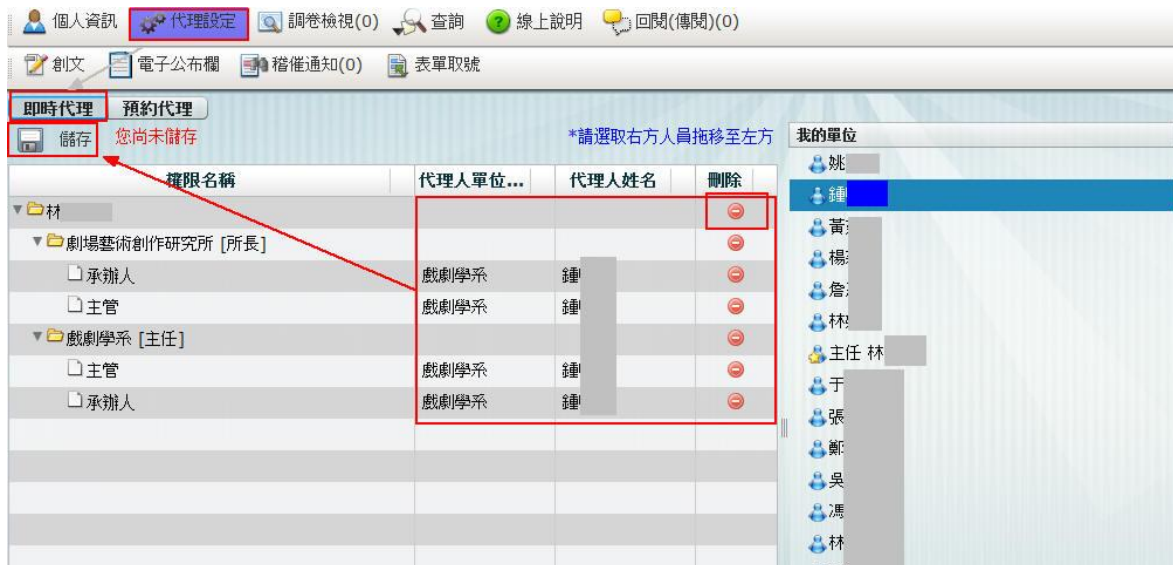 個人資訊 代理設定 調卷檢視(0) 查詢 線上說明 回閱(傳閱)(0)
創文 電子公布欄 稽催通知(0) 表單取號
即時代理 預約代理
儲存 您尚未儲存 *請選取右方人員拖移至左方 我的單位
權限名稱 代理人單位... 代理人姓名 刪除
林
劇場藝術創作研究所 [所長]
承辦人 戲劇學系 鍾
主管 戲劇學系 鍾
戲劇學系 [主任]
主管 戲劇學系 鍾
承辦人 戲劇學系 鍾
姚
鍾
黃
楊
詹
林
主任 林
于
張
鄭
吳
馮
林